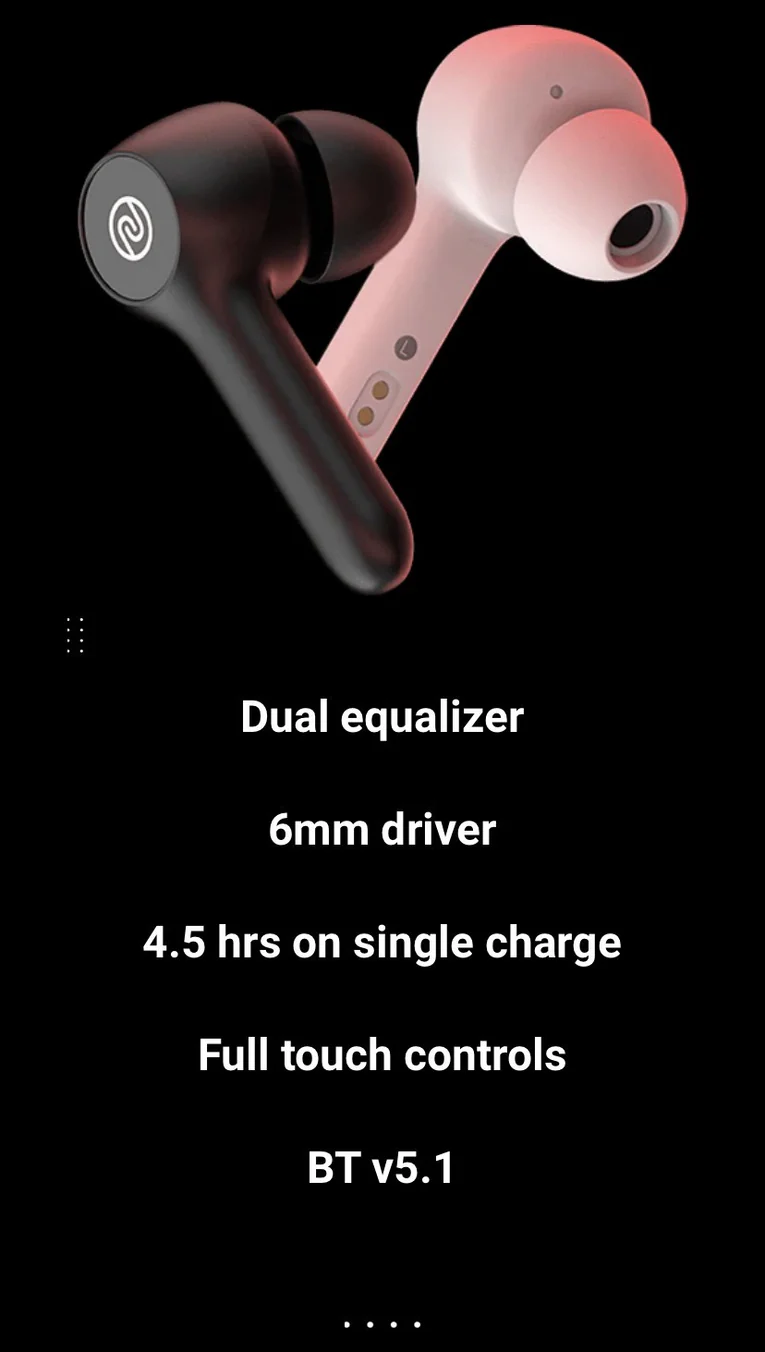 L
Dual equalizer
6mm driver
4.5 hrs on single charge
Full touch controls
BT v5.1